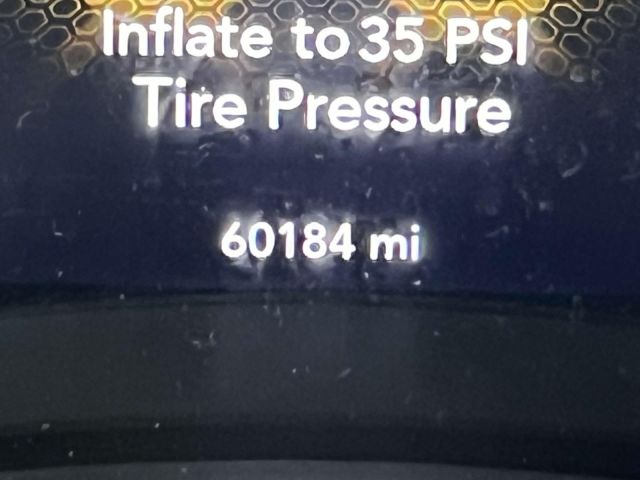 Inflate to 35 PSI
Tire Pressure
60184 mi